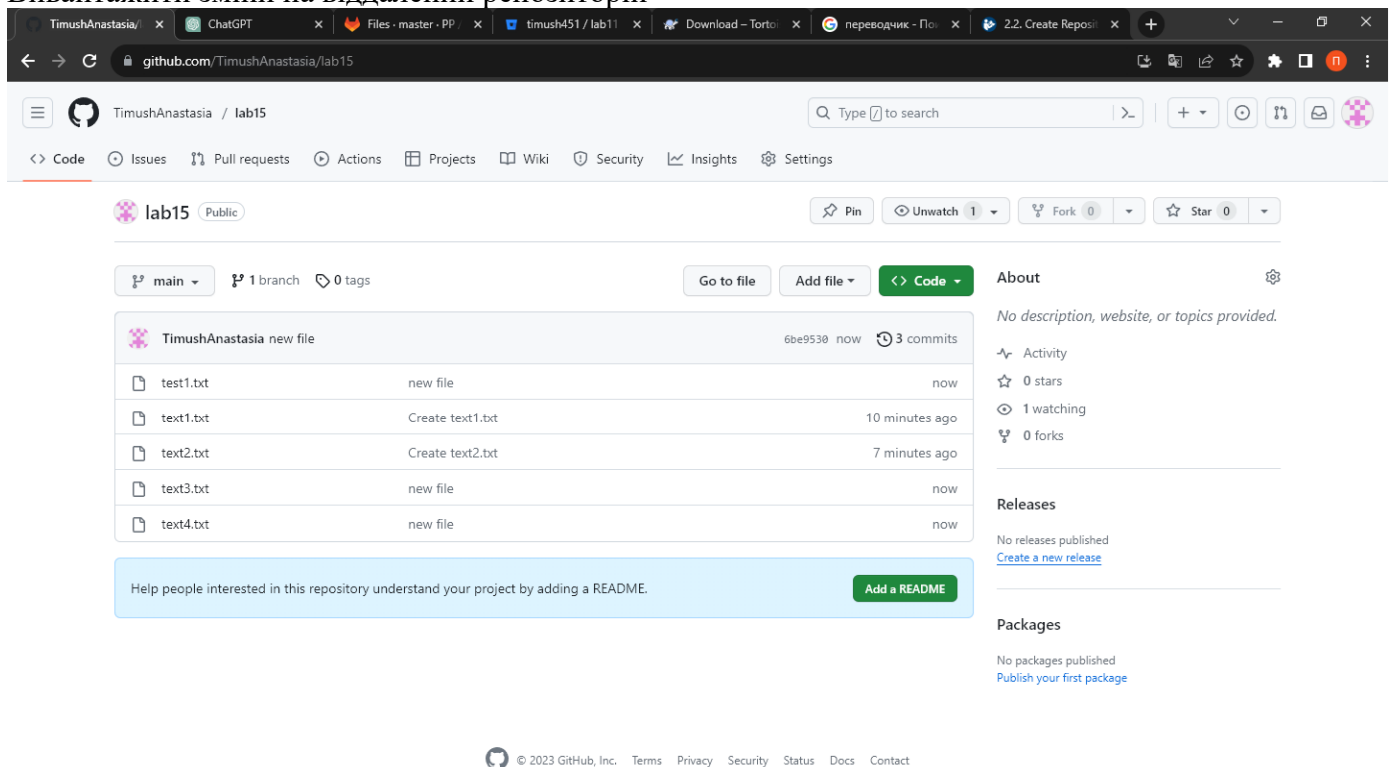 Вивантажити зміни на віддалений репозиторій
TimushAnastasia/
ChatGPT
Files · master · PP /
timush451 / lab11
Download – Tortoi
переводчик - По
2.2. Create Reposit
github.com/TimushAnastasia/lab15
П
TimushAnastasia / lab15
Type / to search
Code
Issues
Pull requests
Actions
Projects
Wiki
Security
Insights
Settings
lab15 Public
Pin
Unwatch 1
Fork 0
Star 0
main
1 branch
0 tags
Go to file
Add file
Code
TimushAnastasia new file
6be9530 now 3 commits
test1.txt new file now
text1.txt Create text1.txt 10 minutes ago
text2.txt Create text2.txt 7 minutes ago
text3.txt new file now
text4.txt new file now
Help people interested in this repository understand your project by adding a README.
Add a README
About
No description, website, or topics provided.
Activity
0 stars
1 watching
0 forks
Releases
No releases published
Create a new release
Packages
No packages published
Publish your first package
© 2023 GitHub, Inc. Terms Privacy Security Status Docs Contact